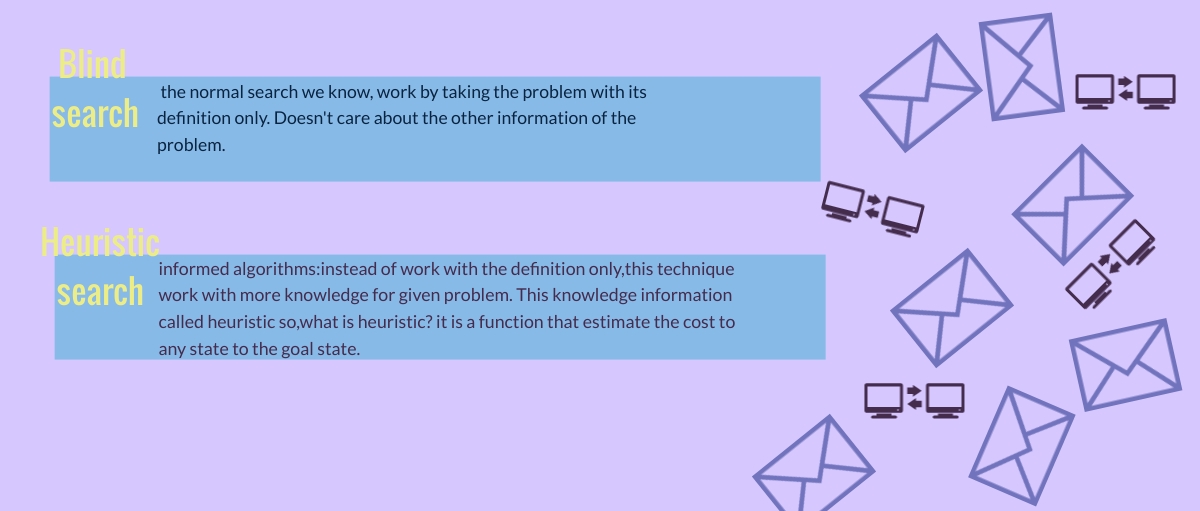 Blind
search
the normal search we know, work by taking the problem with its
definition only. Doesn't care about the other information of the
problem.
Heuristic
search
informed algorithms:instead of work with the definition only,this technique
work with more knowledge for given problem. This knowledge information
called heuristic so,what is heuristic? it is a function that estimate the cost to
any state to the goal state.